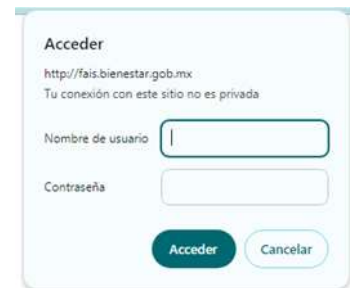 Acceder
http://fais.bienestar.gob.mx
Tu conexión con este sitio no es privada
Nombre de usuario
Contraseña
Acceder Cancelar